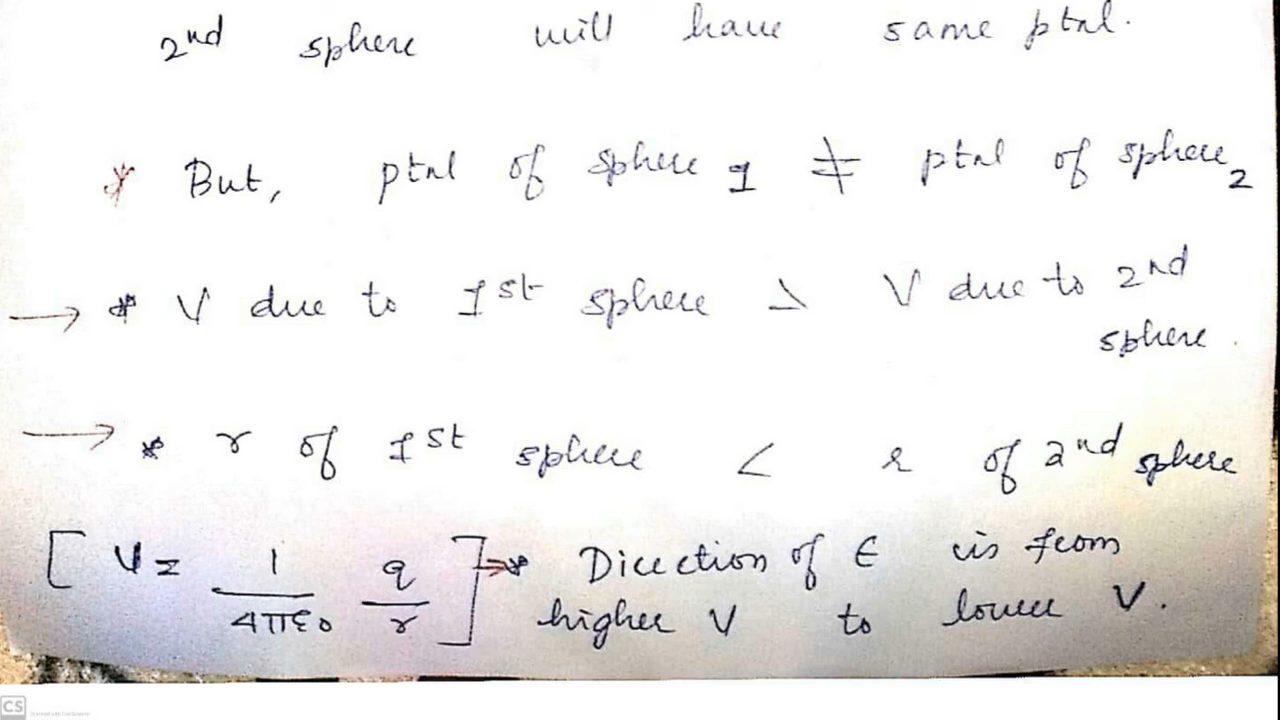 2nd sphere will have same ptnl.
* But, ptnl of sphere 1 ≠ ptnl of sphere 2
→ * V due to 1st sphere > V due to 2nd
sphere.
→ * r of 1st sphere < r of 2nd sphere
[ V = 1/4πε0 q/r ] → * Direction of E is from
higher V to lower V.
CS